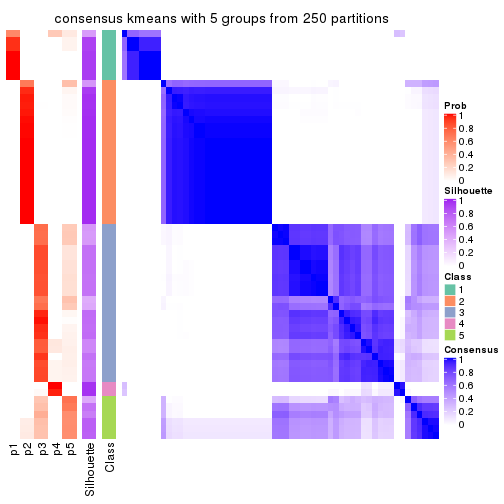 consensus kmeans with 5 groups from 250 partitions
Prob
1
0.8
0.6
0.4
0.2
0
Silhouette
1
0.8
0.6
0.4
0.2
0
Class
1
2
3
4
5
Consensus
1
0.8
0.6
0.4
0.2
0
p1
p2
p3
p4
p5
Silhouette
Class